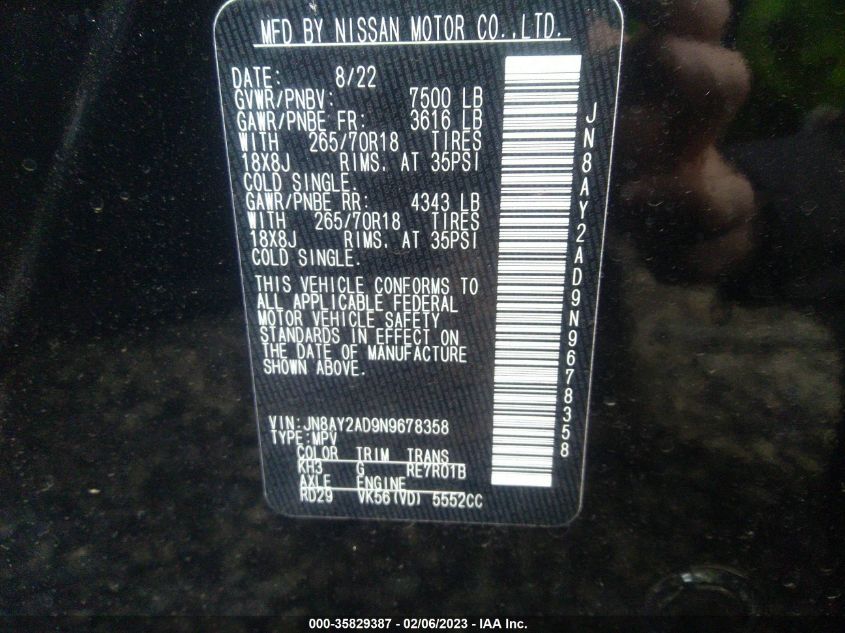 MFD BY NISSAN MOTOR CO.,LTD.
DATE: 8/22
GVWR/PNBV: 7500 LB
GAWR/PNBE FR: 3616 LB
WITH 265/70R18 TIRES
18X8J RIMS. AT 35PSI
COLD SINGLE.
GAWR/PNBE RR: 4343 LB
WITH 265/70R18 TIRES
18X8J RIMS. AT 35PSI
COLD SINGLE.
THIS VEHICLE CONFORMS TO
ALL APPLICABLE FEDERAL
MOTOR VEHICLE SAFETY
STANDARDS IN EFFECT ON
THE DATE OF MANUFACTURE
SHOWN ABOVE.
VIN:JN8AY2AD9N9678358
TYPE:MPV
COLOR TRIM TRANS
KH3 G RE7R01B
AXLE ENGINE
RD29 VK56(VD) 5552CC
JN8AY2AD9N9678358
000-35829387 - 02/06/2023 - IAA Inc.